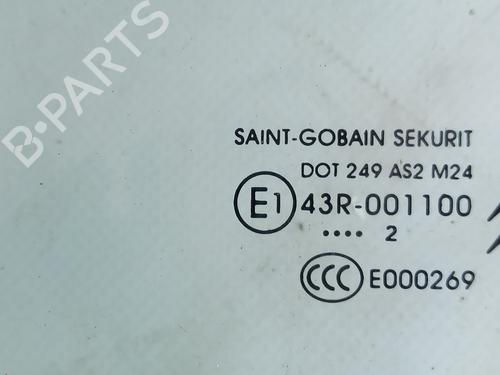 B-PARTS
SAINT-GOBAIN SEKURIT
DOT 249 AS2 M24
E1 43R-001100
.... 2
CCC E000269